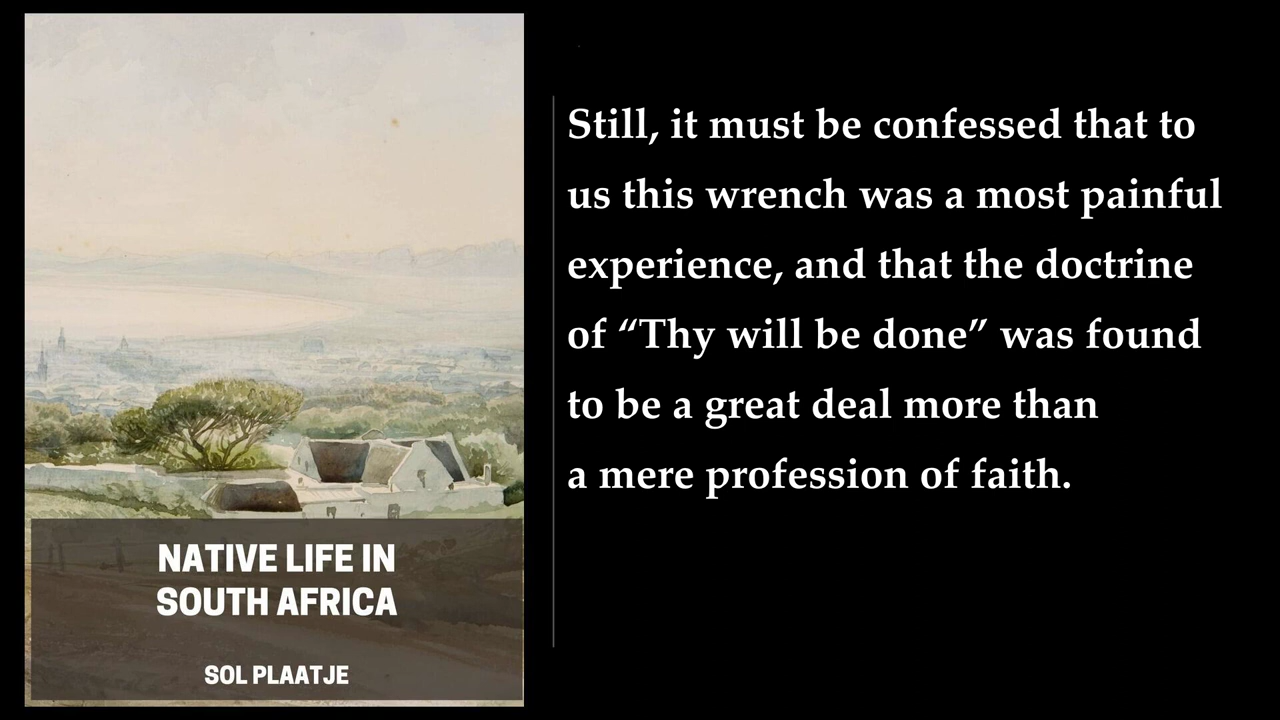 NATIVE LIFE IN
SOUTH AFRICA
SOL PLAATJE
Still, it must be confessed that to
us this wrench was a most painful
experience, and that the doctrine
of “Thy will be done” was found
to be a great deal more than
a mere profession of faith.